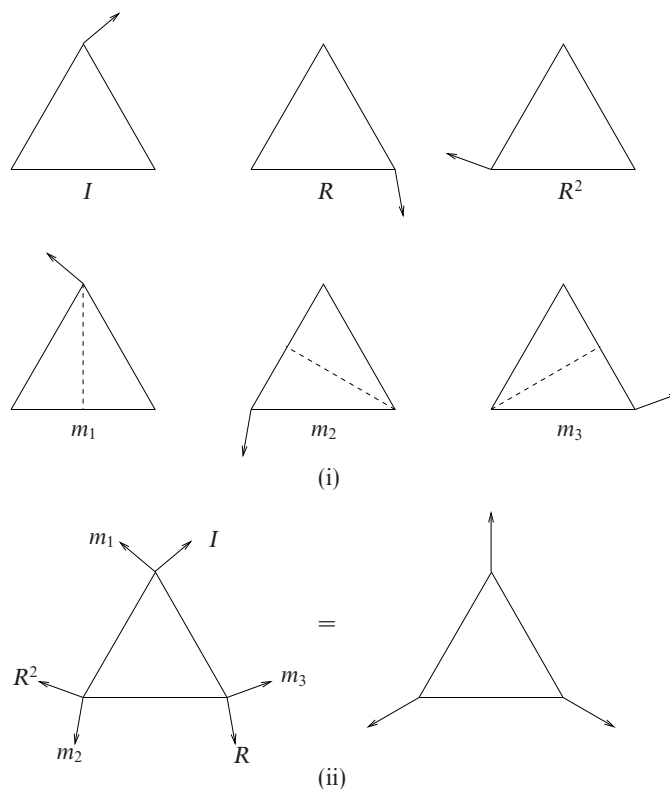 I R R²
m₁ m₂ m₃
(i)
m₁ I
=
R² m₃
m₂ R
(ii)